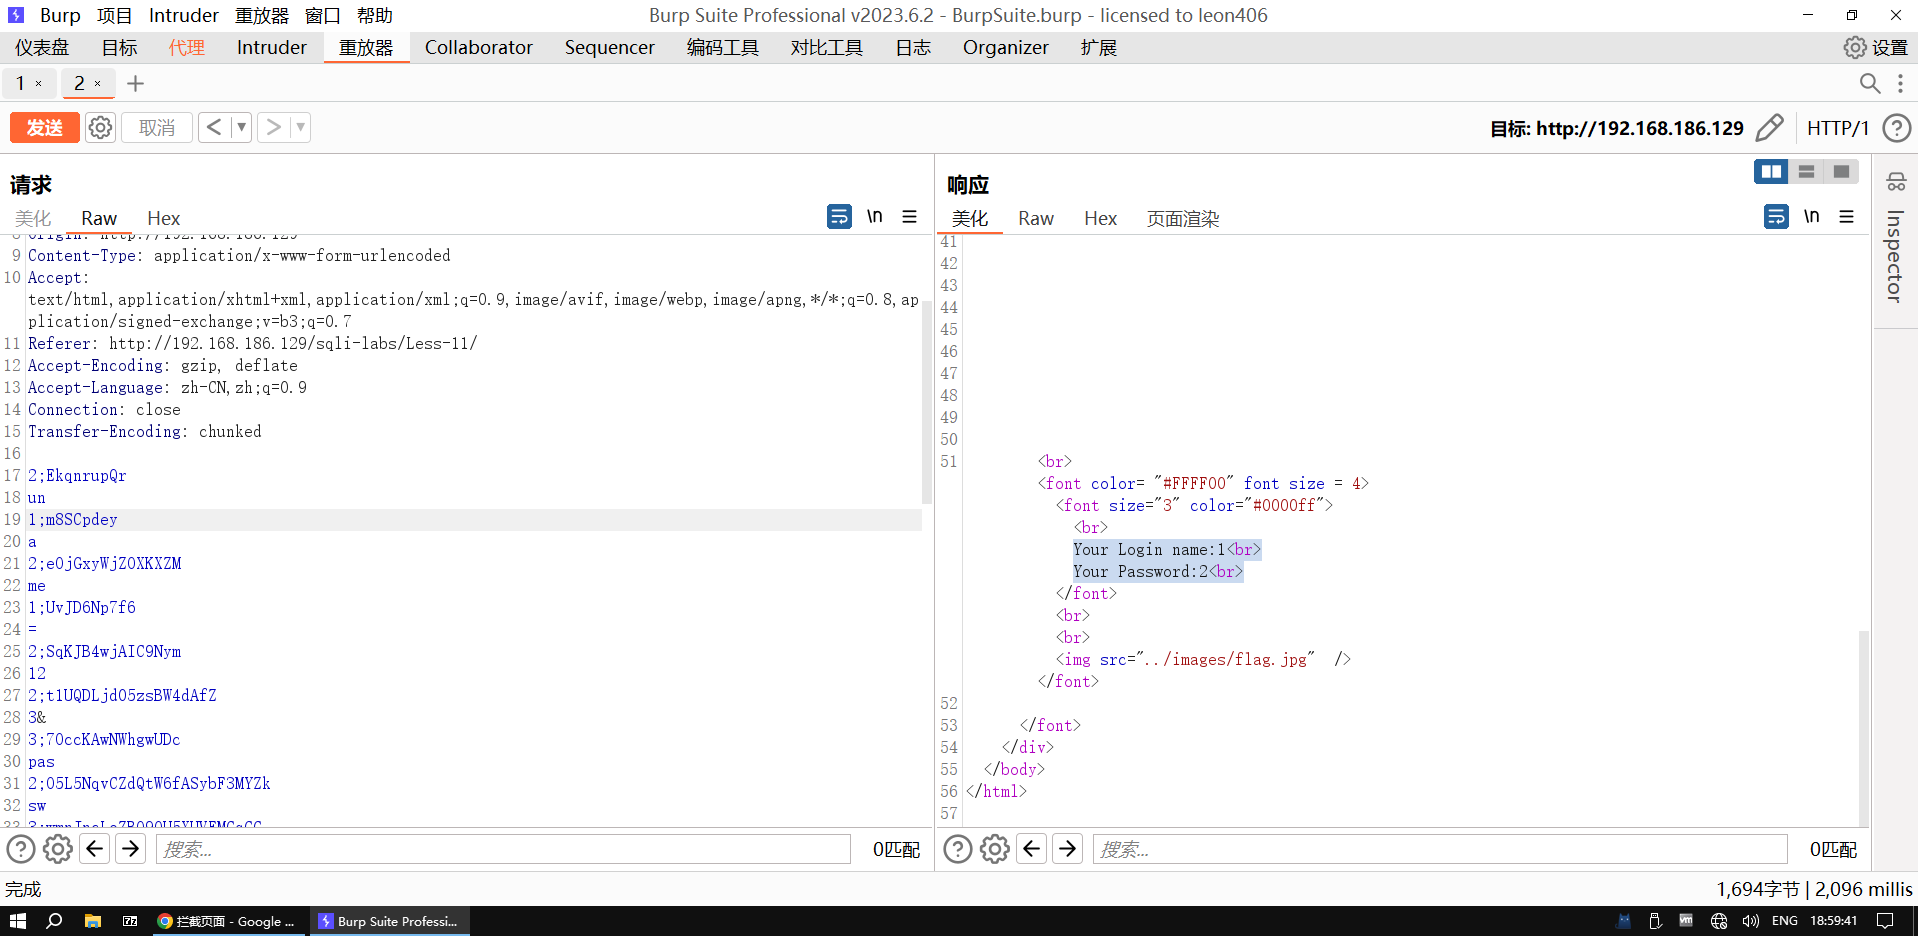 Burp 项目 Intruder 重放器 窗口 帮助 Burp Suite Professional v2023.6.2 - BurpSuite.burp - licensed to leon406
仪表盘 目标 代理 Intruder 重放器 Collaborator Sequencer 编码工具 对比工具 日志 Organizer 扩展 设置
1 × 2 × +
发送 取消 < > 目标: http://192.168.186.129 HTTP/1 ?
请求
美化 Raw Hex \n
8 Origin: http://192.168.186.129
9 Content-Type: application/x-www-form-urlencoded
10 Accept:
text/html,application/xhtml+xml,application/xml;q=0.9,image/avif,image/webp,image/apng,*/*;q=0.8,ap
plication/signed-exchange;v=b3;q=0.7
11 Referer: http://192.168.186.129/sqli-labs/Less-11/
12 Accept-Encoding: gzip, deflate
13 Accept-Language: zh-CN,zh;q=0.9
14 Connection: close
15 Transfer-Encoding: chunked
16
17 2;EkqnrupQr
18 un
19 1;m8SCpdey
20 a
21 2;eOjGxyWjZOXKXZM
22 me
23 1;UvJD6Np7f6
24 =
25 2;SqKJB4wjAIC9Nym
26 12
27 2;t1UQDLjdO5zsBW4dAfZ
28 3&
29 3;70ccKAwNWhgwUDc
30 pas
31 2;05L5NqvCZdQtW6fASybF3MYZk
32 sw
33
? 搜索... 0匹配
响应
美化 Raw Hex 页面渲染 \n
41
42
43
44
45
46
47
48
49
50
51 <br>
<font color= "#FFFF00" font size = 4>
<font size="3" color="#0000ff">
<br>
Your Login name:1<br>
Your Password:2<br>
</font>
<br>
<br>
<img src="../images/flag.jpg" />
</font>
52
53 </font>
54 </div>
55 </body>
56 </html>
57
? 搜索... 0匹配
Inspector
完成 1,694字节 | 2,096 millis
拦截页面 - Google ... Burp Suite Professi... ENG 18:59:41